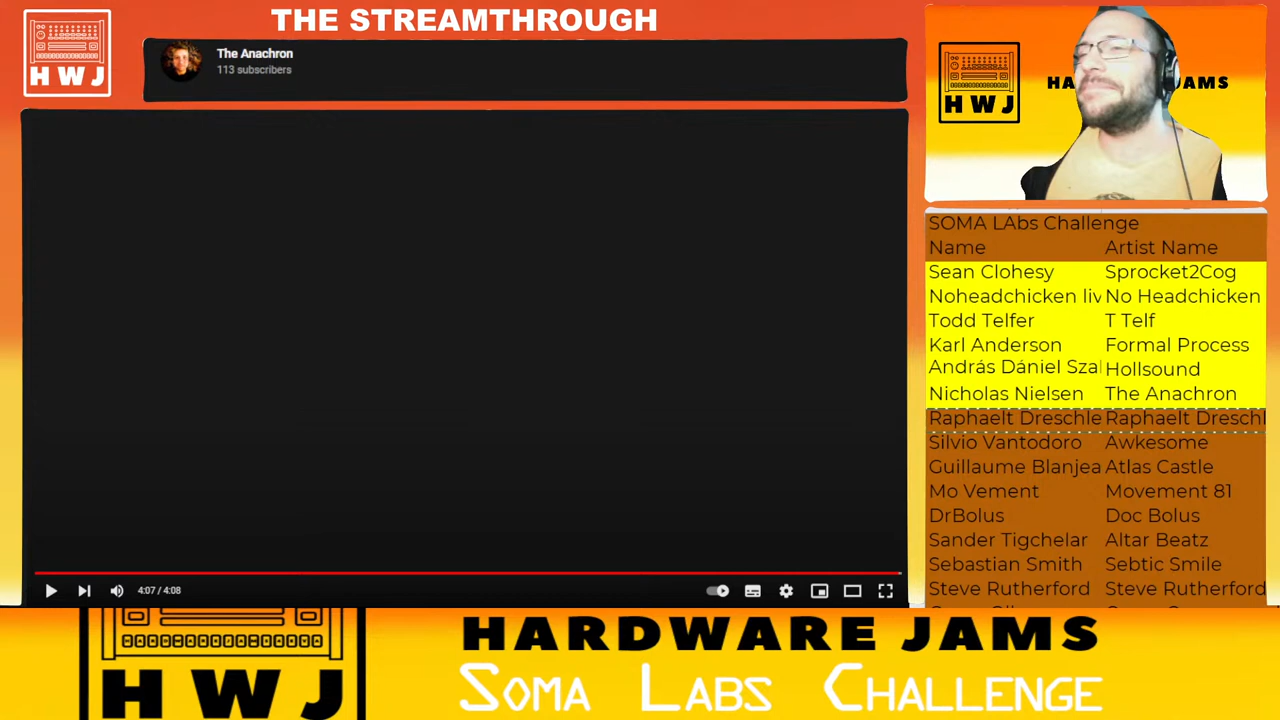 THE STREAMTHROUGH
HWJ
The Anachron
113 subscribers
HWJ
HA JAMS
SOMA LAbs Challenge
Name Artist Name
Sean Clohesy Sprocket2Cog
Noheadchicken liv No Headchicken
Todd Telfer T Telf
Karl Anderson Formal Process
András Dániel Sza Hollsound
Nicholas Nielsen The Anachron
Raphaelt Dreschle Raphaelt Dreschl
Silvio Vantodoro Awkesome
Guillaume Blanjea Atlas Castle
Mo Vement Movement 81
DrBolus Doc Bolus
Sander Tigchelar Altar Beatz
Sebastian Smith Sebtic Smile
Steve Rutherford Steve Rutherford
4:07 / 4:08
HWJ
HARDWARE JAMS
SOMA LABS CHALLENGE